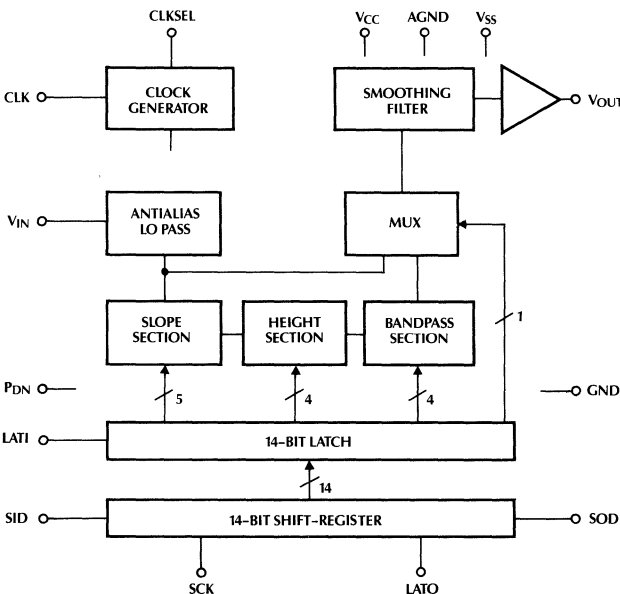 CLKSEL
VCC
AGND
VSS
CLK
CLOCK
GENERATOR
SMOOTHING
FILTER
VOUT
VIN
ANTIALIAS
LO PASS
MUX
SLOPE
SECTION
HEIGHT
SECTION
BANDPASS
SECTION
1
PDN
5
4
4
GND
LATI
14-BIT LATCH
14
SID
14-BIT SHIFT-REGISTER
SOD
SCK
LATO